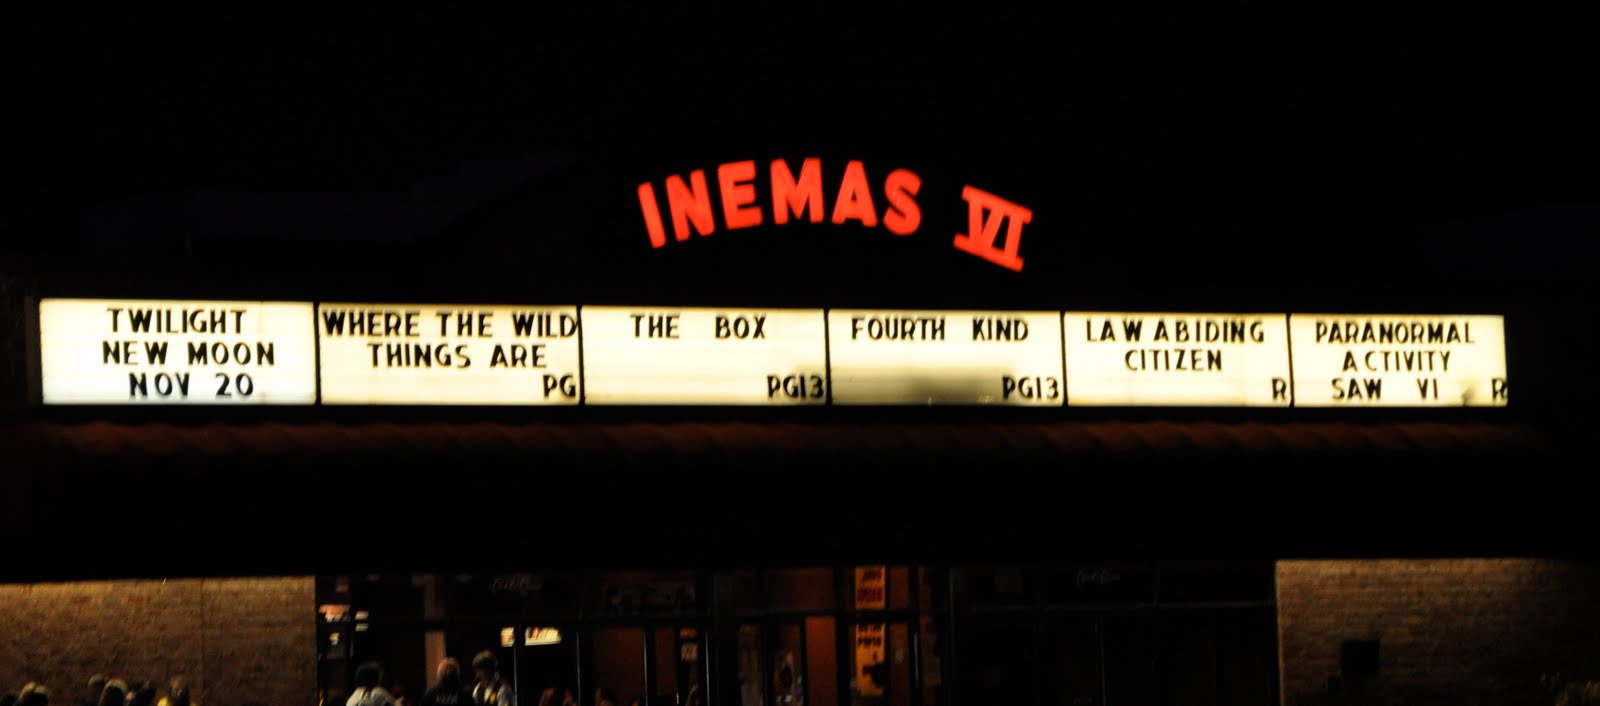 INEMAS VI
TWILIGHT
NEW MOON
NOV 20
WHERE THE WILD
THINGS ARE
PG
THE BOX
PG13
FOURTH KIND
PG13
LAW ABIDING
CITIZEN
R
PARANORMAL
ACTIVITY
SAW VI R